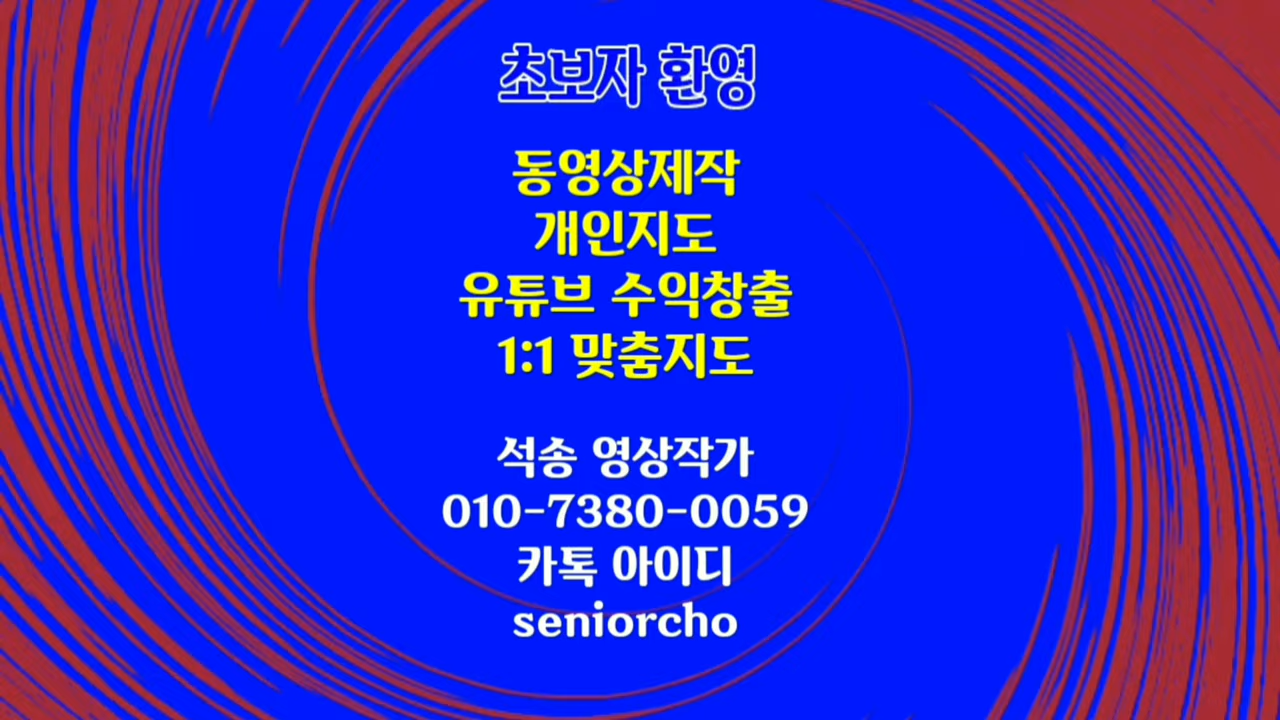 초보자 환영
동영상제작
개인지도
유튜브 수익창출
1:1 맞춤지도
석송 영상작가
010-7380-0059
카톡 아이디
seniorcho